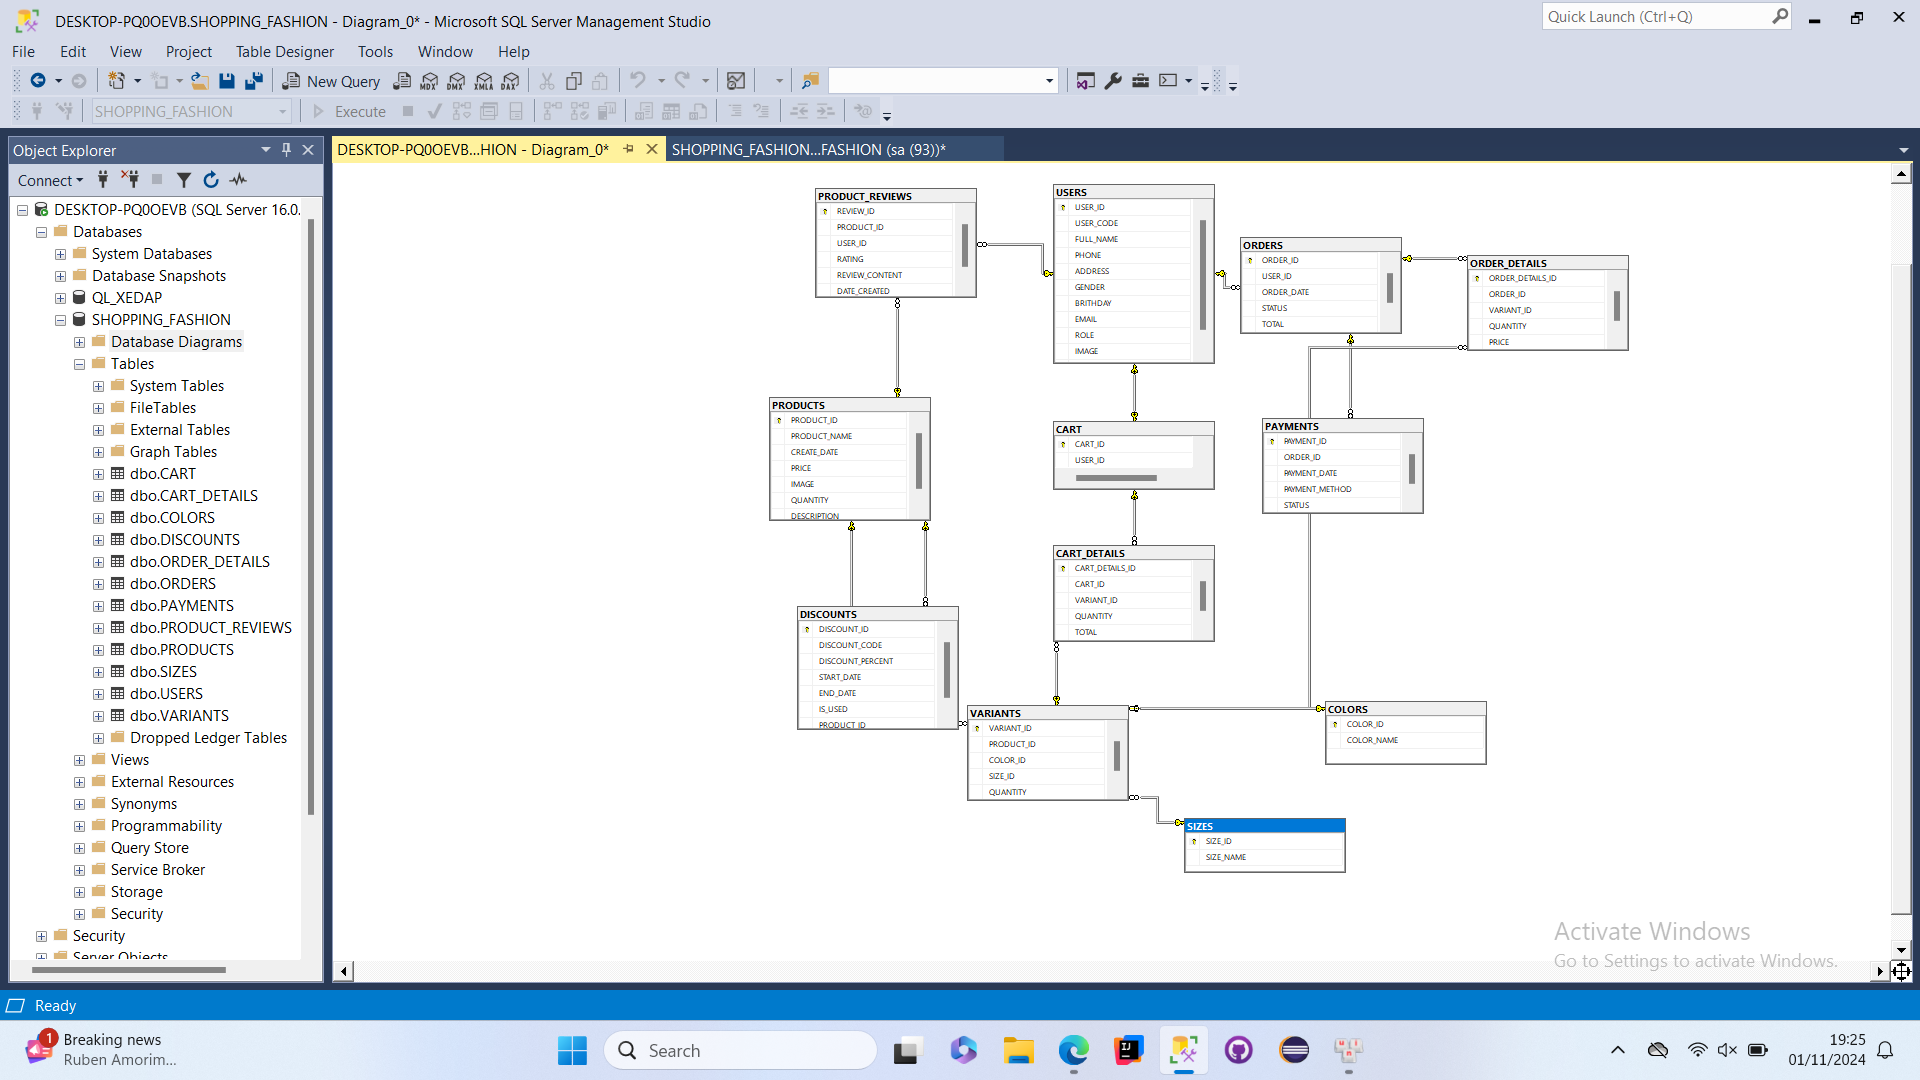 DESKTOP-PQ0OEVB.SHOPPING_FASHION - Diagram_0* - Microsoft SQL Server Management Studio
Quick Launch (Ctrl+Q)
File Edit View Project Table Designer Tools Window Help
New Query
MDX DMX XMLA DAX
SHOPPING_FASHION
Execute
Object Explorer
Connect
DESKTOP-PQ0OEVB (SQL Server 16.0.
Databases
System Databases
Database Snapshots
QL_XEDAP
SHOPPING_FASHION
Database Diagrams
Tables
System Tables
FileTables
External Tables
Graph Tables
dbo.CART
dbo.CART_DETAILS
dbo.COLORS
dbo.DISCOUNTS
dbo.ORDER_DETAILS
dbo.ORDERS
dbo.PAYMENTS
dbo.PRODUCT_REVIEWS
dbo.PRODUCTS
dbo.SIZES
dbo.USERS
dbo.VARIANTS
Dropped Ledger Tables
Views
External Resources
Synonyms
Programmability
Query Store
Service Broker
Storage
Security
Security
Server Objects
DESKTOP-PQ0OEVB...HION - Diagram_0*
SHOPPING_FASHION...FASHION (sa (93))*
PRODUCT_REVIEWS
REVIEW_ID
PRODUCT_ID
USER_ID
RATING
REVIEW_CONTENT
DATE_CREATED
USERS
USER_ID
USER_CODE
FULL_NAME
PHONE
ADDRESS
GENDER
BRITHDAY
EMAIL
ROLE
IMAGE
ORDERS
ORDER_ID
USER_ID
ORDER_DATE
STATUS
TOTAL
ORDER_DETAILS
ORDER_DETAILS_ID
ORDER_ID
VARIANT_ID
QUANTITY
PRICE
PRODUCTS
PRODUCT_ID
PRODUCT_NAME
CREATE_DATE
PRICE
IMAGE
QUANTITY
DESCRIPTION
CART
CART_ID
USER_ID
PAYMENTS
PAYMENT_ID
ORDER_ID
PAYMENT_DATE
PAYMENT_METHOD
STATUS
CART_DETAILS
CART_DETAILS_ID
CART_ID
VARIANT_ID
QUANTITY
TOTAL
DISCOUNTS
DISCOUNT_ID
DISCOUNT_CODE
DISCOUNT_PERCENT
START_DATE
END_DATE
IS_USED
PRODUCT_ID
VARIANTS
VARIANT_ID
PRODUCT_ID
COLOR_ID
SIZE_ID
QUANTITY
COLORS
COLOR_ID
COLOR_NAME
SIZES
SIZE_ID
SIZE_NAME
Activate Windows
Go to Settings to activate Windows.
Ready
1
Breaking news
Ruben Amorim...
Search
IJ
19:25
01/11/2024